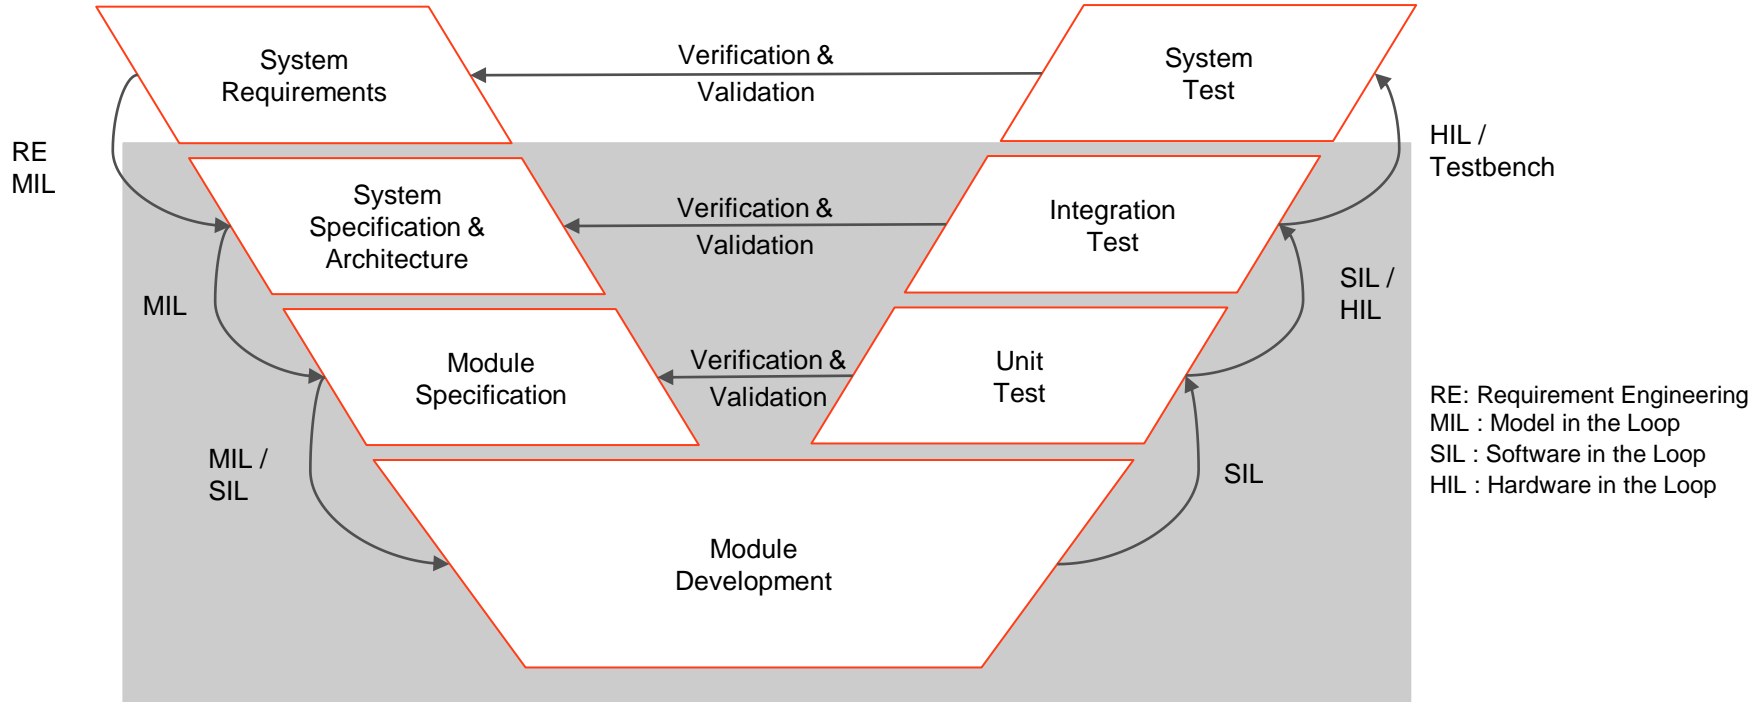 System
Requirements
Verification &
Validation
System
Test
RE
MIL
HIL /
Testbench
System
Specification &
Architecture
Verification &
Validation
Integration
Test
MIL
SIL /
HIL
Module
Specification
Verification &
Validation
Unit
Test
RE: Requirement Engineering
MIL : Model in the Loop
SIL : Software in the Loop
HIL : Hardware in the Loop
MIL /
SIL
SIL
Module
Development